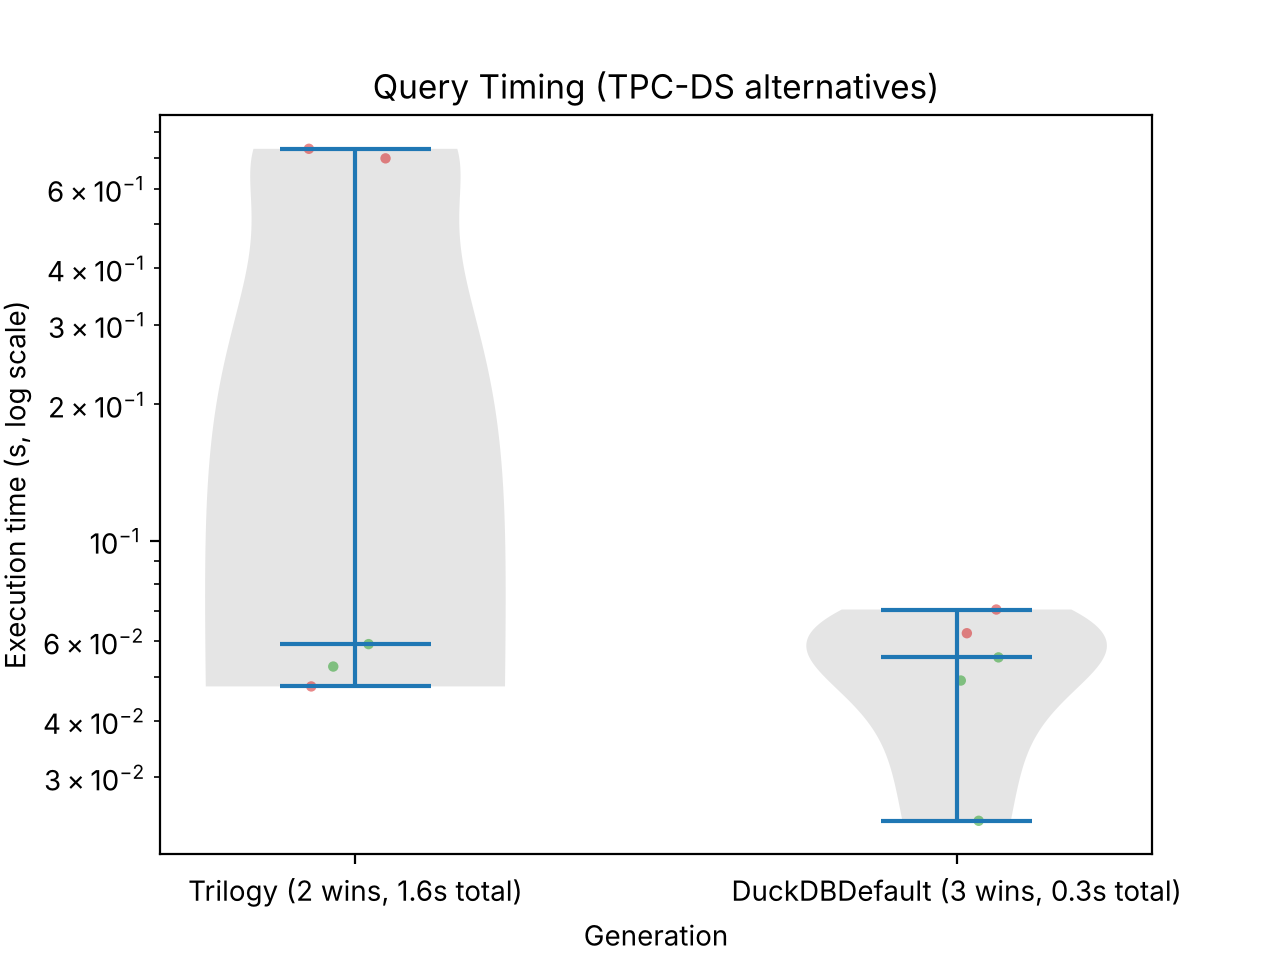 Query Timing (TPC-DS alternatives)
Execution time (s, log scale)
6 × 10⁻¹
4 × 10⁻¹
3 × 10⁻¹
2 × 10⁻¹
10⁻¹
6 × 10⁻²
4 × 10⁻²
3 × 10⁻²
Trilogy (2 wins, 1.6s total)
DuckDBDefault (3 wins, 0.3s total)
Generation